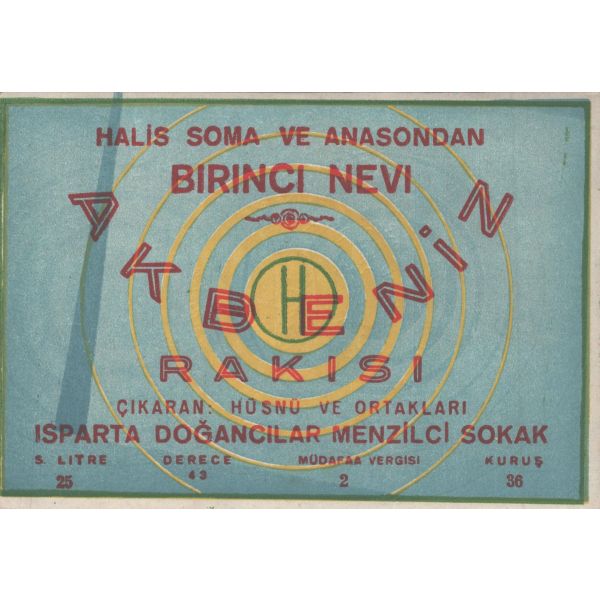 HALİS SOMA VE ANASONDAN
BIRINCI NEVI
AKBENİN
H
RAKISI
ÇIKARAN: HÜSNÜ VE ORTAKLARI
ISPARTA DOĞANCILAR MENZILCİ SOKAK
S. LITRE DERECE MÜDAFAA VERGISI KURUŞ
25 43 2 36